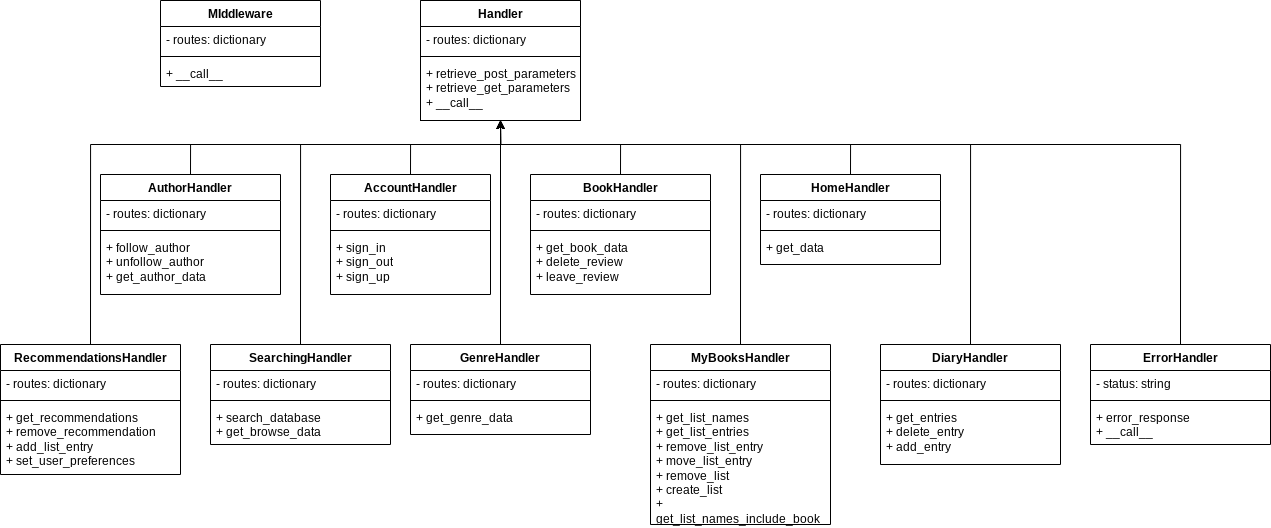 MIddleware
- routes: dictionary
+ __call__
Handler
- routes: dictionary
+ retrieve_post_parameters
+ retrieve_get_parameters
+ __call__
AuthorHandler
- routes: dictionary
+ follow_author
+ unfollow_author
+ get_author_data
AccountHandler
- routes: dictionary
+ sign_in
+ sign_out
+ sign_up
BookHandler
- routes: dictionary
+ get_book_data
+ delete_review
+ leave_review
HomeHandler
- routes: dictionary
+ get_data
RecommendationsHandler
- routes: dictionary
+ get_recommendations
+ remove_recommendation
+ add_list_entry
+ set_user_preferences
SearchingHandler
- routes: dictionary
+ search_database
+ get_browse_data
GenreHandler
- routes: dictionary
+ get_genre_data
MyBooksHandler
- routes: dictionary
+ get_list_names
+ get_list_entries
+ remove_list_entry
+ move_list_entry
+ remove_list
+ create_list
+
get_list_names_include_book
DiaryHandler
- routes: dictionary
+ get_entries
+ delete_entry
+ add_entry
ErrorHandler
- status: string
+ error_response
+ __call__